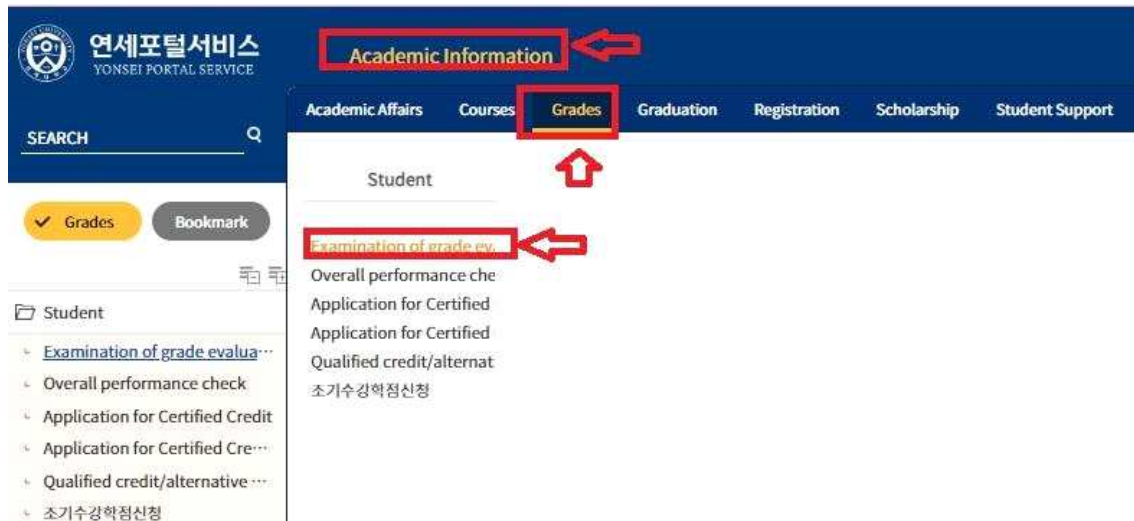 연세포털서비스
YONSEI PORTAL SERVICE
Academic Information
SEARCH
Academic Affairs Courses Grades Graduation Registration Scholarship Student Support
Grades
Bookmark
Student
Examination of grade evalua…
Overall performance check
Application for Certified Credit
Application for Certified Cre…
Qualified credit/alternative …
조기수강학점신청
Student
Examination of grade ev.
Overall performance che
Application for Certified
Application for Certified
Qualified credit/alternat
조기수강학점신청